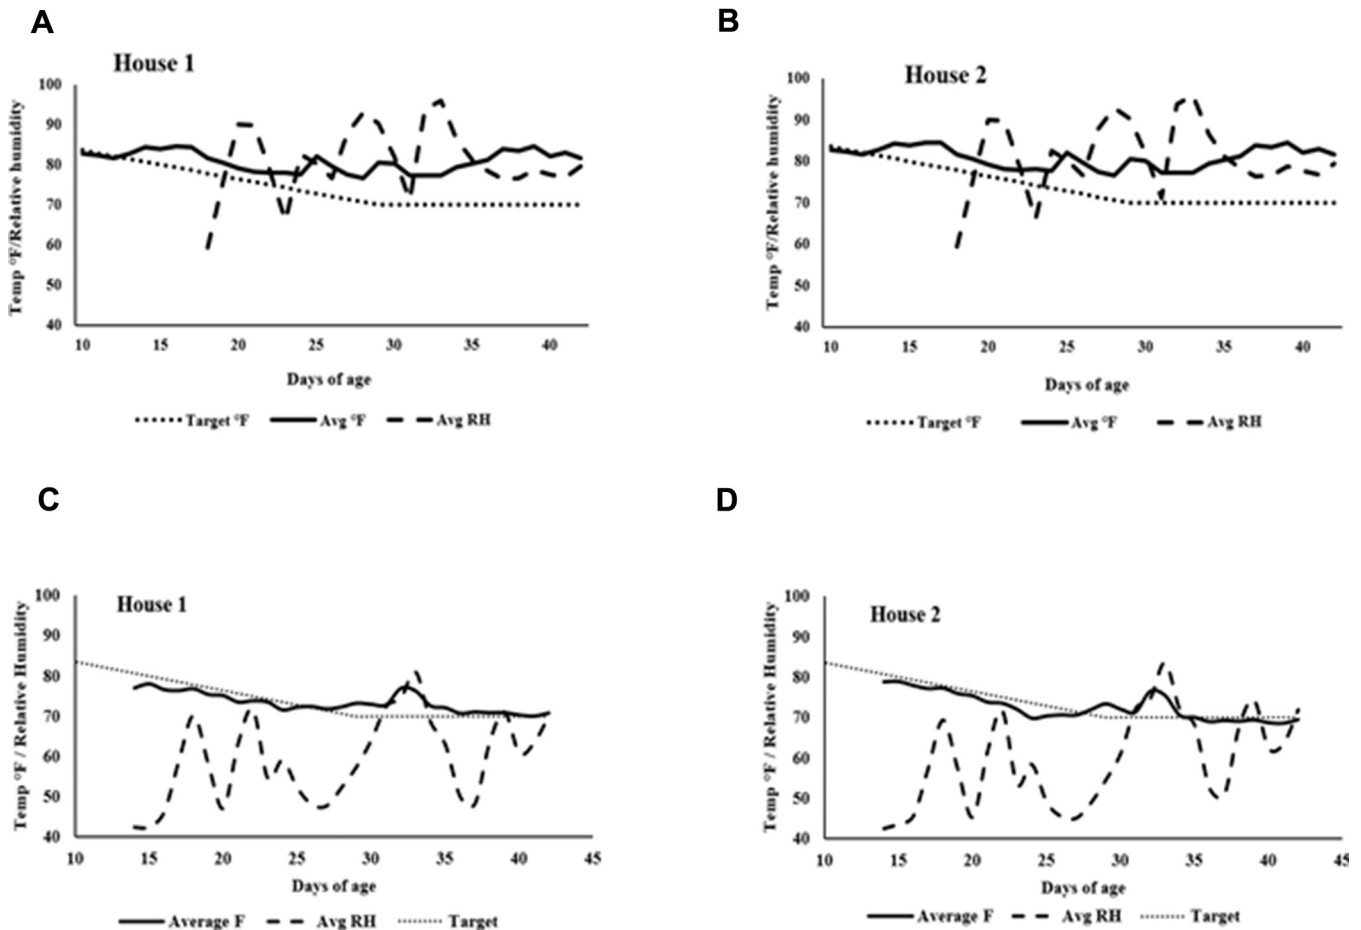 A
House 1
Temp °F/Relative humidity
100
90
80
70
60
50
40
10 15 20 25 30 35 40
Days of age
Target °F Avg °F Avg RH
B
House 2
Temp °F/Relative humidity
100
90
80
70
60
50
40
10 15 20 25 30 35 40
Days of age
Target °F Avg °F Avg RH
C
House 1
Temp °F / Relative Humidity
100
90
80
70
60
50
40
10 15 20 25 30 35 40 45
Days of age
Average F Avg RH Target
D
House 2
Temp °F / Relative Humidity
100
90
80
70
60
50
40
10 15 20 25 30 35 40 45
Days of age
Average F Avg RH Target